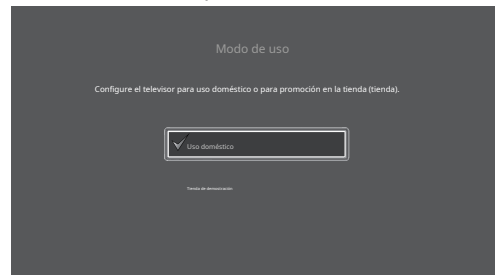 Modo de uso
Configure el televisor para uso doméstico o para promoción en la tienda (tienda).
Uso doméstico
Tienda de demostración